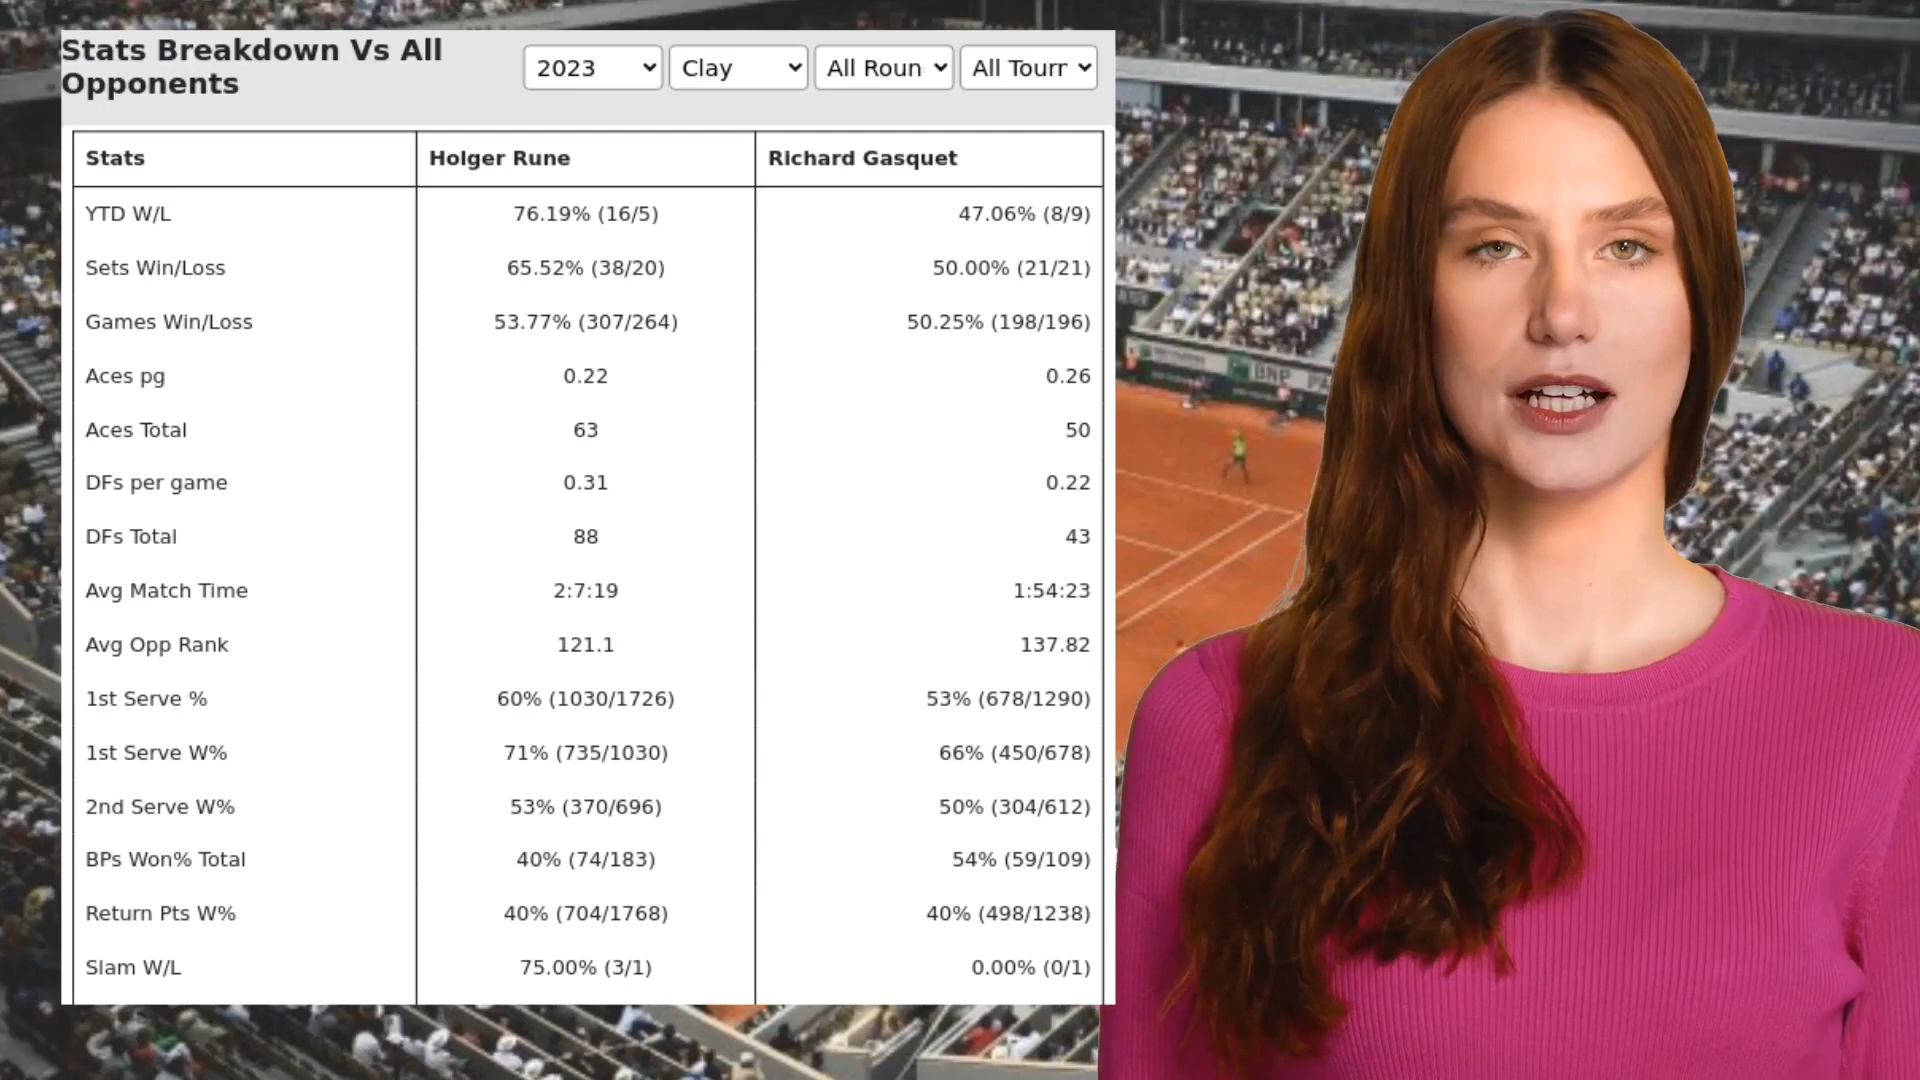 Stats Breakdown Vs All
Opponents
2023
Clay
All Roun
All Tourr
Stats Holger Rune Richard Gasquet
YTD W/L 76.19% (16/5) 47.06% (8/9)
Sets Win/Loss 65.52% (38/20) 50.00% (21/21)
Games Win/Loss 53.77% (307/264) 50.25% (198/196)
Aces pg 0.22 0.26
Aces Total 63 50
DFs per game 0.31 0.22
DFs Total 88 43
Avg Match Time 2:7:19 1:54:23
Avg Opp Rank 121.1 137.82
1st Serve % 60% (1030/1726) 53% (678/1290)
1st Serve W% 71% (735/1030) 66% (450/678)
2nd Serve W% 53% (370/696) 50% (304/612)
BPs Won% Total 40% (74/183) 54% (59/109)
Return Pts W% 40% (704/1768) 40% (498/1238)
Slam W/L 75.00% (3/1) 0.00% (0/1)
BNP